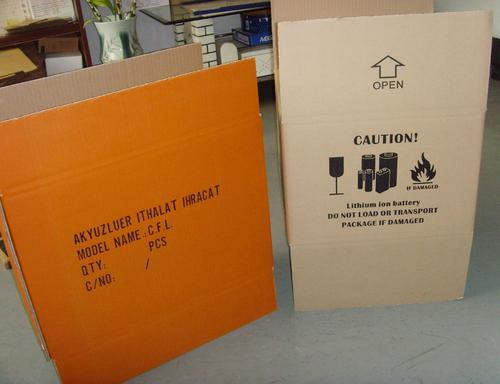 AKYUZLUER ITHALAT IHRACAT
MODEL NAME.:C.F.L.
QTY: PCS
C/NO: /
OPEN
CAUTION!
IF DAMAGED
Lithium ion battery
DO NOT LOAD OR TRANSPORT
PACKAGE IF DAMAGED